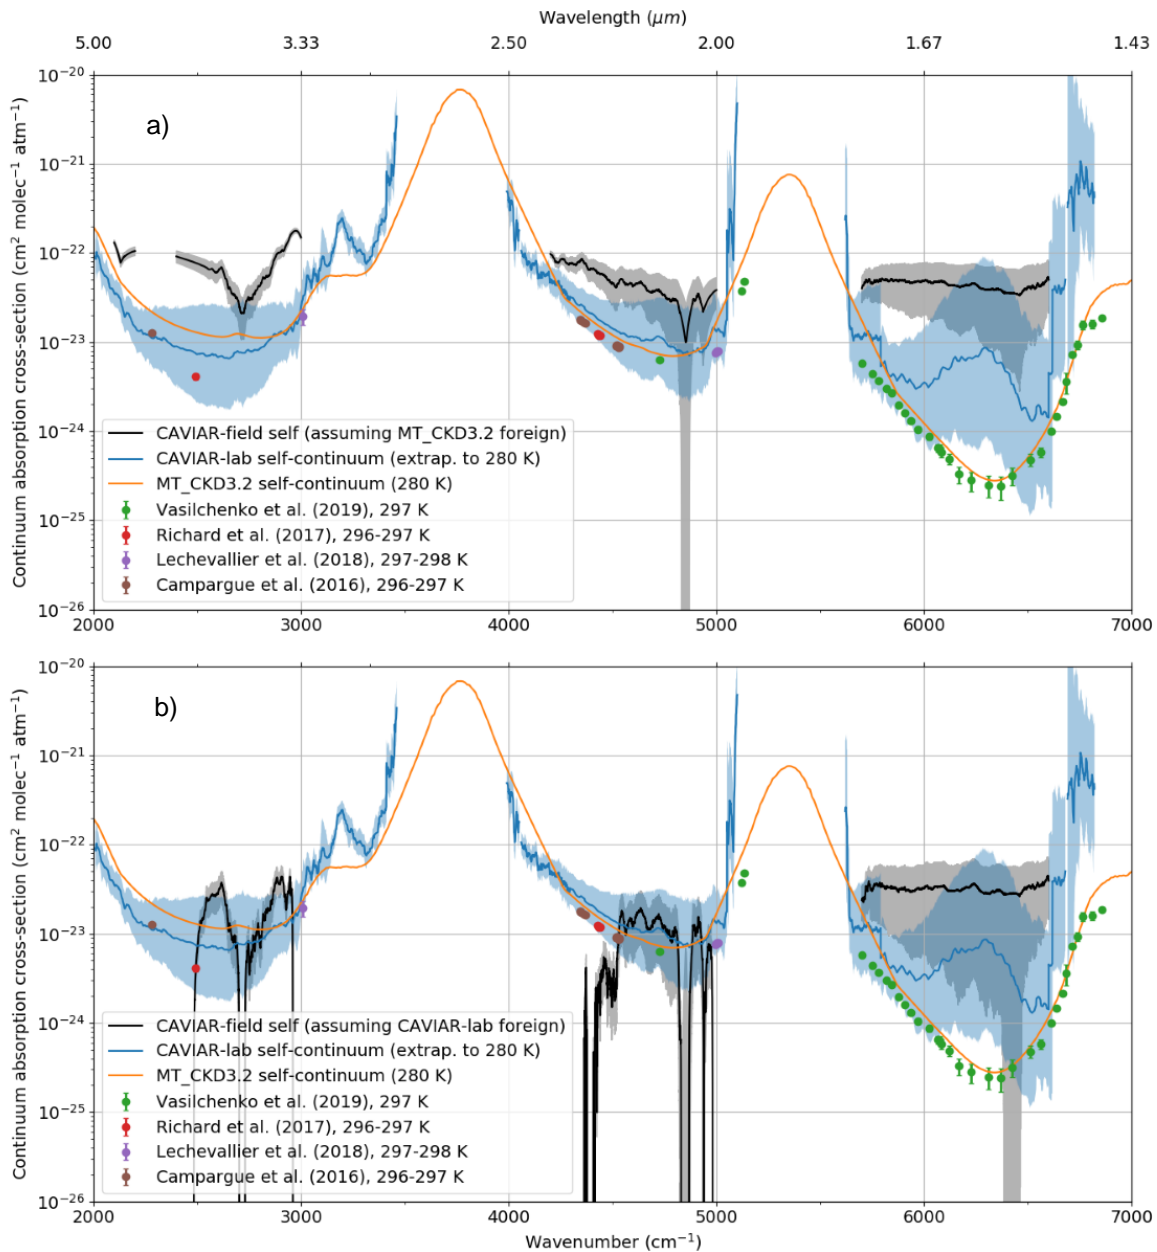 Wavelength (μm)
5.00 3.33 2.50 2.00 1.67 1.43
Continuum absorption cross-section (cm² molec⁻¹ atm⁻¹)
10⁻²⁰
10⁻²¹
10⁻²²
10⁻²³
10⁻²⁴
10⁻²⁵
10⁻²⁶
a)
CAVIAR-field self (assuming MT_CKD3.2 foreign)
CAVIAR-lab self-continuum (extrap. to 280 K)
MT_CKD3.2 self-continuum (280 K)
Vasilchenko et al. (2019), 297 K
Richard et al. (2017), 296-297 K
Lechevallier et al. (2018), 297-298 K
Campargue et al. (2016), 296-297 K
2000 3000 4000 5000 6000 7000
Continuum absorption cross-section (cm² molec⁻¹ atm⁻¹)
10⁻²⁰
10⁻²¹
10⁻²²
10⁻²³
10⁻²⁴
10⁻²⁵
10⁻²⁶
b)
CAVIAR-field self (assuming CAVIAR-lab foreign)
CAVIAR-lab self-continuum (extrap. to 280 K)
MT_CKD3.2 self-continuum (280 K)
Vasilchenko et al. (2019), 297 K
Richard et al. (2017), 296-297 K
Lechevallier et al. (2018), 297-298 K
Campargue et al. (2016), 296-297 K
2000 3000 4000 5000 6000 7000
Wavenumber (cm⁻¹)